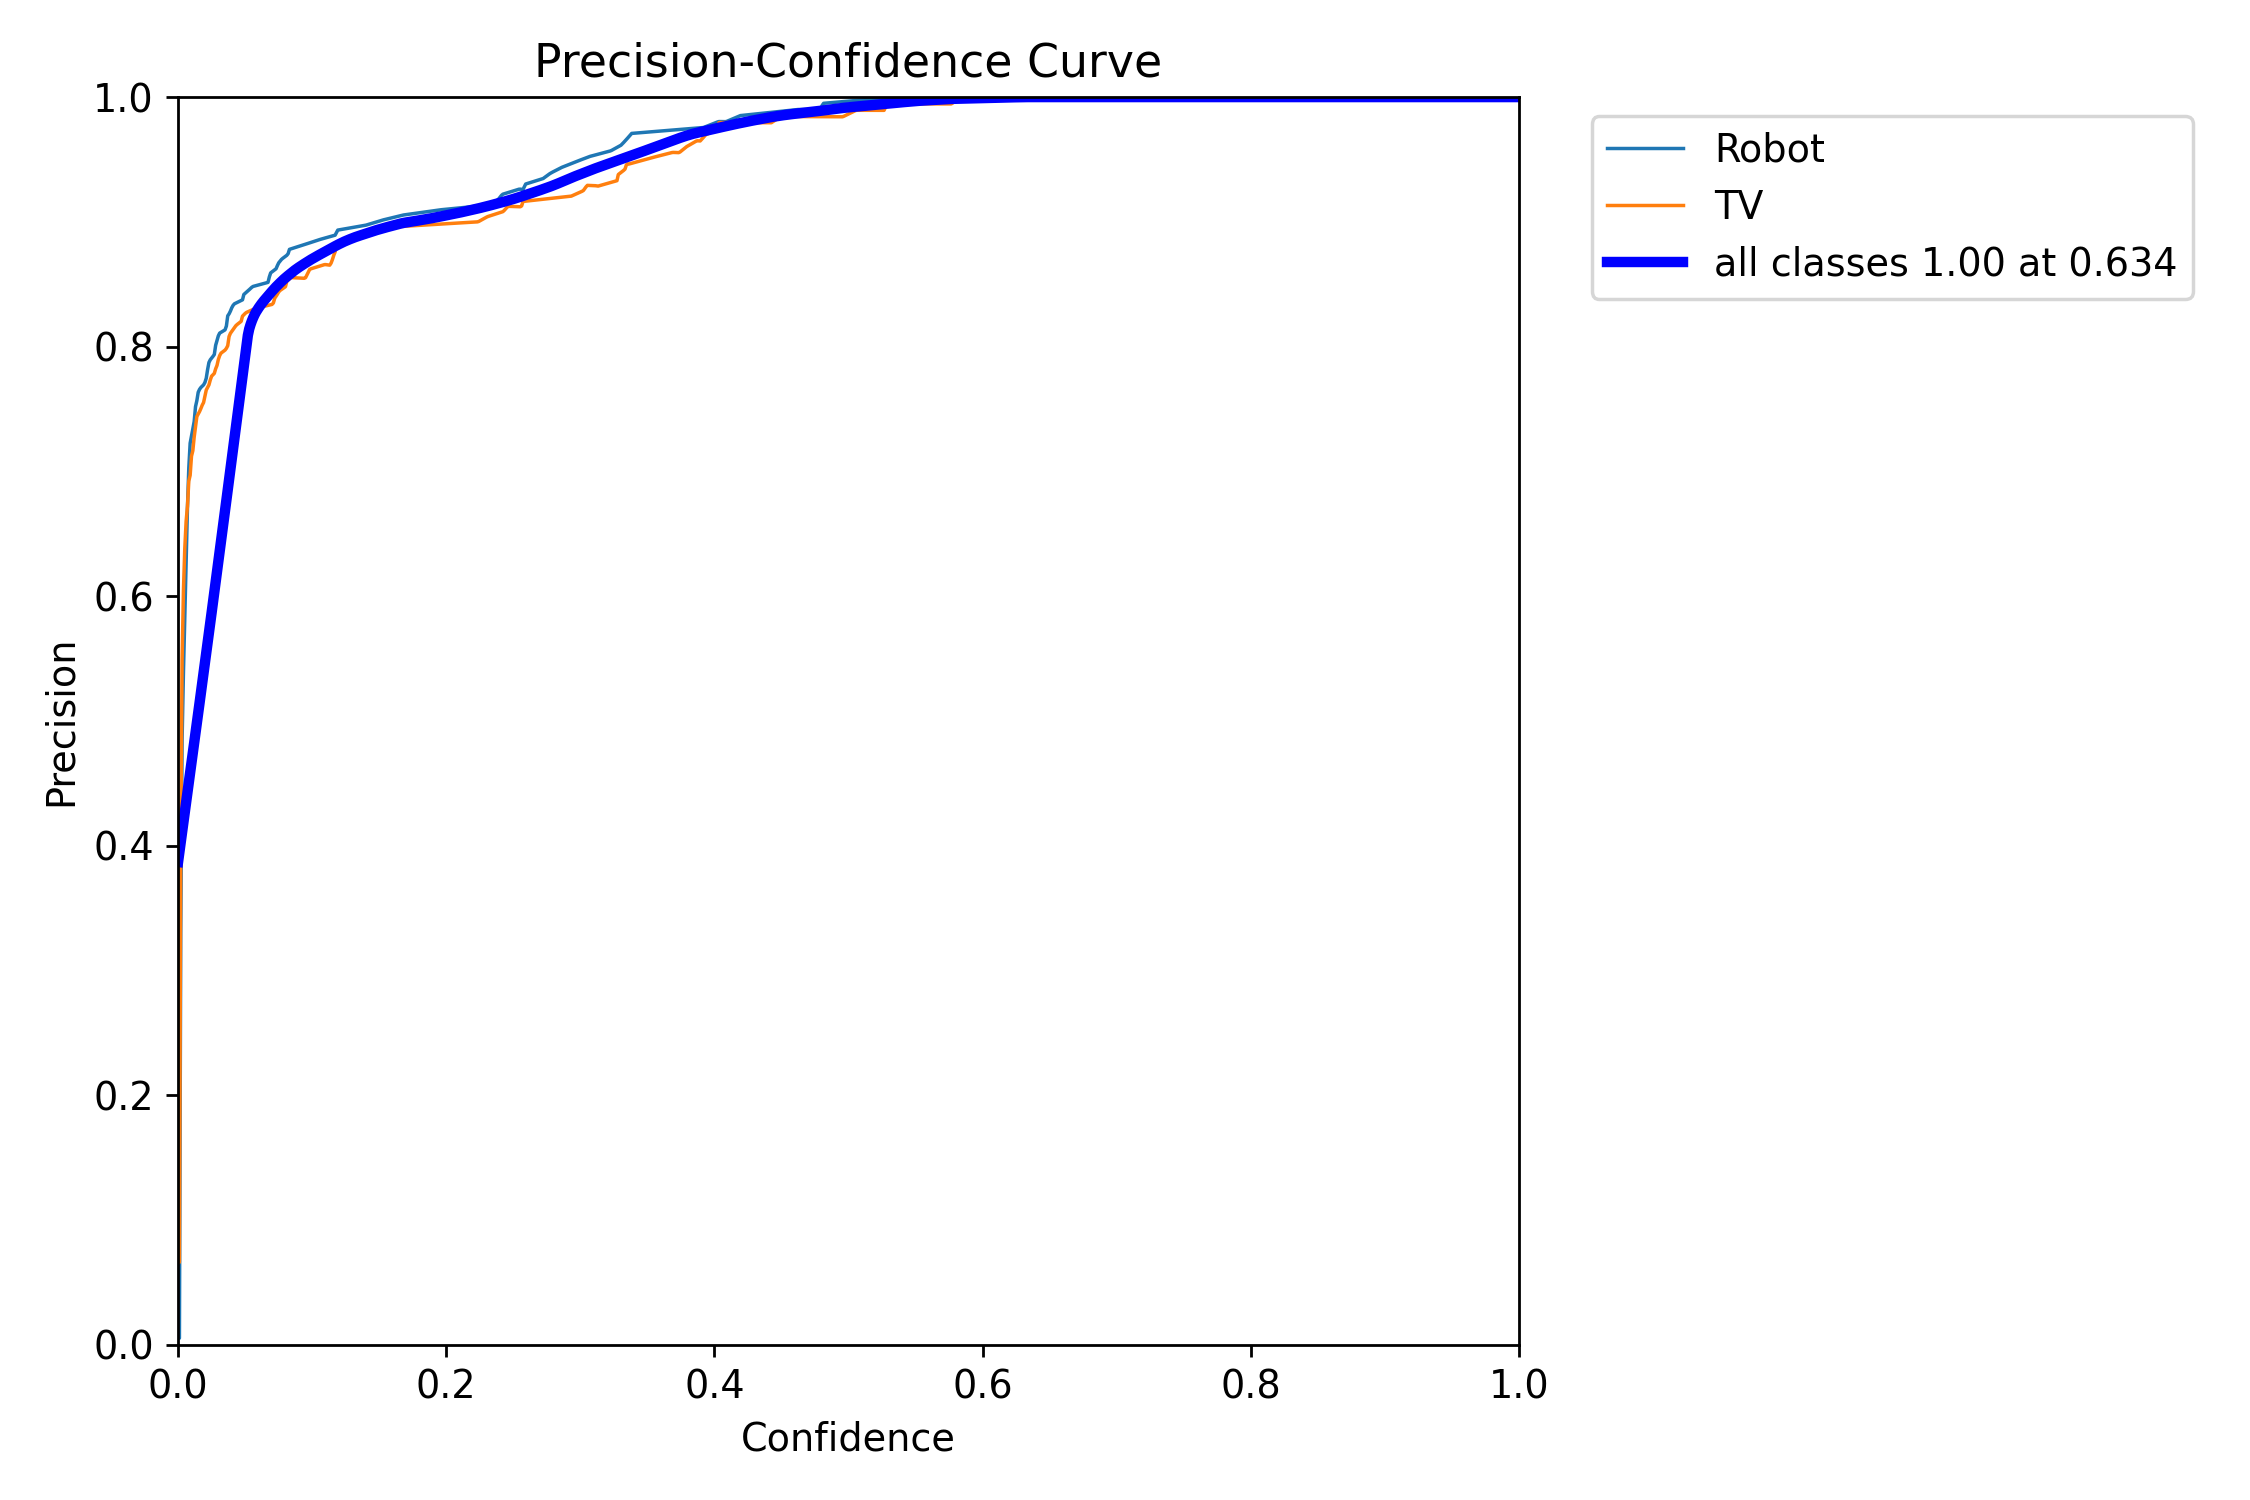 Precision-Confidence Curve
1.0
0.8
0.6
0.4
0.2
0.0
Precision
0.0 0.2 0.4 0.6 0.8 1.0
Confidence
Robot
TV
all classes 1.00 at 0.634